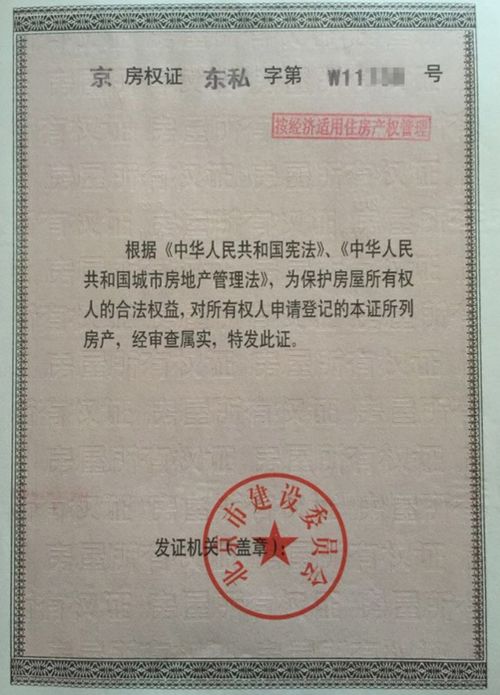 京 房权证 东私 字第 W11 号
按经济适用住房产权管理
根据《中华人民共和国宪法》、《中华人民
共和国城市房地产管理法》，为保护房屋所有权
人的合法权益，对所有权人申请登记的本证所列
房产，经审查属实，特发此证。
发证机关（盖章）：
北京市建设委员会